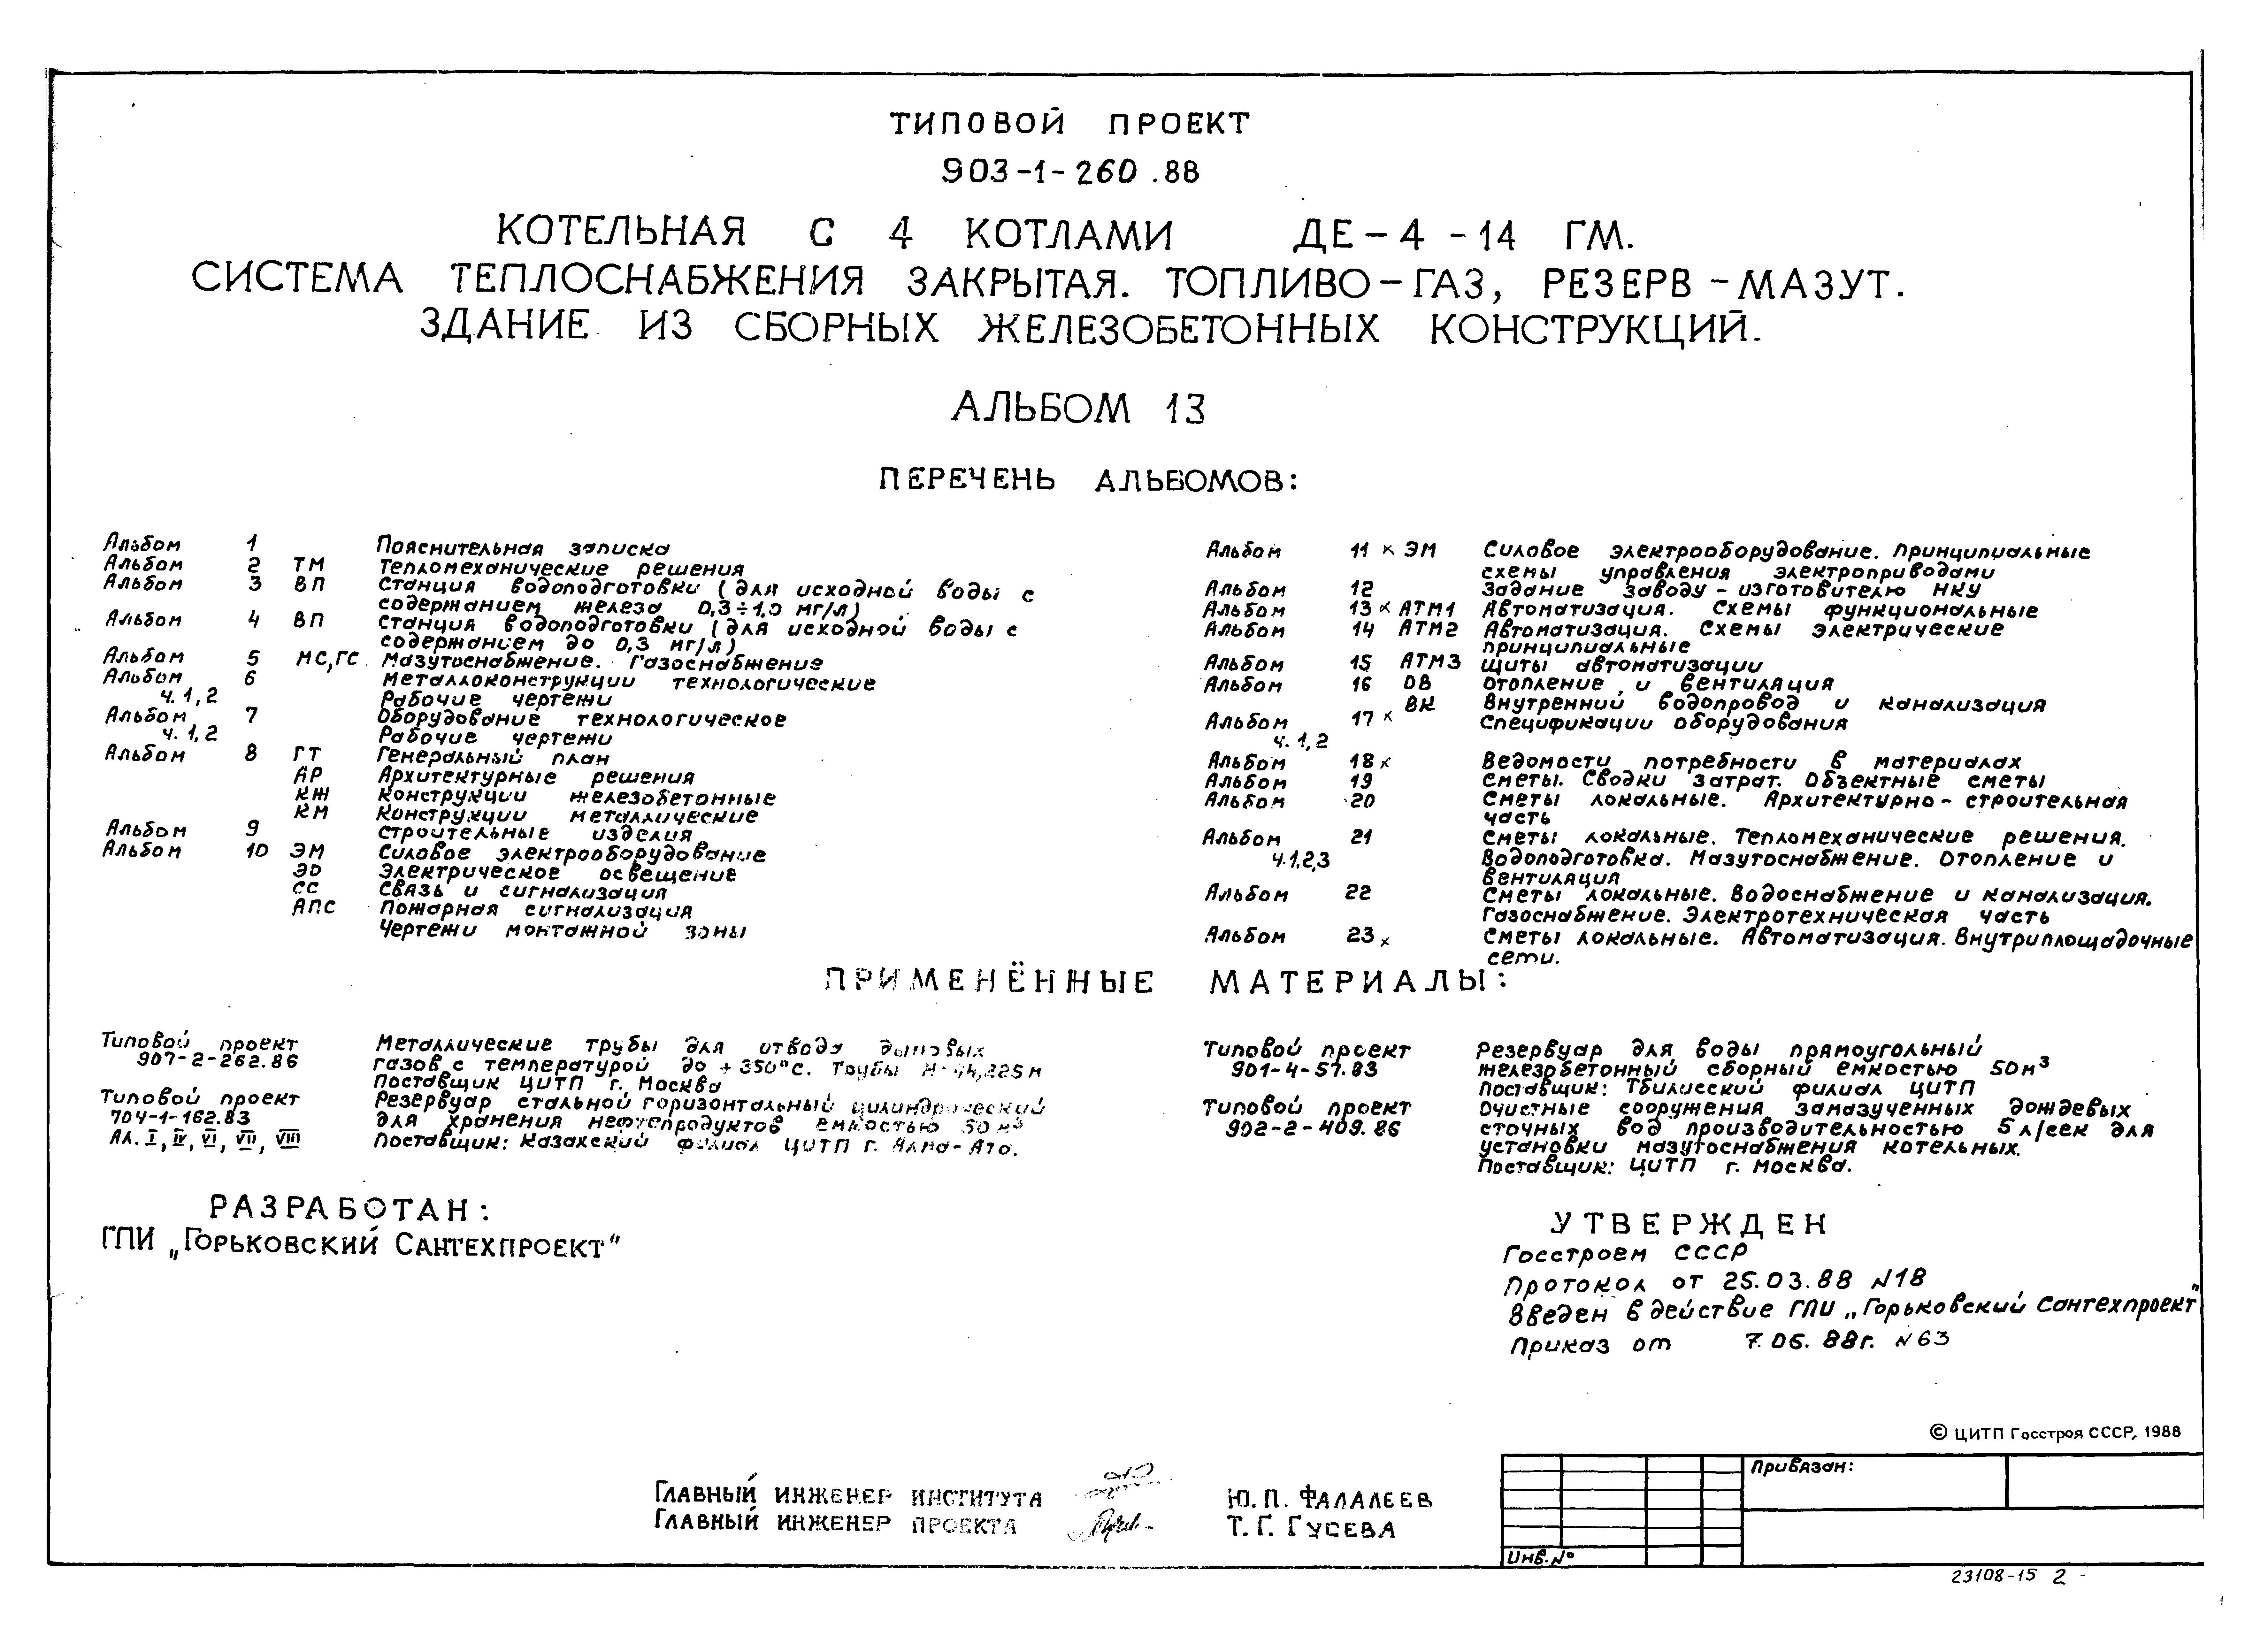 ТИПОВОЙ ПРОЕКТ
903-1-260.88
КОТЕЛЬНАЯ С 4 КОТЛАМИ ДЕ-4-14 ГМ.
СИСТЕМА ТЕПЛОСНАБЖЕНИЯ ЗАКРЫТАЯ. ТОПЛИВО-ГАЗ, РЕЗЕРВ-МАЗУТ.
ЗДАНИЕ ИЗ СБОРНЫХ ЖЕЛЕЗОБЕТОННЫХ КОНСТРУКЦИЙ.
АЛЬБОМ 13
ПЕРЕЧЕНЬ АЛЬБОМОВ:
Альбом 1 Пояснительная записка
Альбом 2 ТМ Тепломеханические решения
Альбом 3 ВП Станция водоподготовки (для исходной воды с
содержанием железа 0,3÷1,0 мг/л)
Альбом 4 ВП Станция водоподготовки (для исходной воды с
содержанием до 0,3 мг/л)
Альбом 5 МС,ГС Мазутоснабжение. Газоснабжение
Альбом 6 Металлоконструкции технологические
ч. 1,2 Рабочие чертежи
Альбом 7 Оборудование технологическое
ч. 1,2 Рабочие чертежи
Альбом 8 ГТ Генеральный план
АР Архитектурные решения
КЖ Конструкции железобетонные
КМ Конструкции металлические
Альбом 9 Строительные изделия
Альбом 10 ЭМ Силовое электрооборудование
ЭО Электрическое освещение
СС Связь и сигнализация
АПС Пожарная сигнализация
Чертежи монтажной зоны
Альбом 11 х ЭМ Силовое электрооборудование. Принципиальные
схемы управления электроприводами
Альбом 12 Задание заводу-изготовителю НКУ
Альбом 13 х АТМ1 Автоматизация. Схемы функциональные
Альбом 14 АТМ2 Автоматизация. Схемы электрические
принципиальные
Альбом 15 АТМ3 Щиты автоматизации
Альбом 16 ОВ Отопление и вентиляция
ВК Внутренний водопровод и канализация
Альбом 17 х Спецификации оборудования
ч. 1,2
Альбом 18 х Ведомости потребности в материалах
Альбом 19 Сметы. Сводки затрат. Объектные сметы
Альбом 20 Сметы локальные. Архитектурно-строительная
часть
Альбом 21 Сметы локальные. Тепломеханические решения.
ч.1,2,3 Водоподготовка. Мазутоснабжение. Отопление и
вентиляция
Альбом 22 Сметы локальные. Водоснабжение и канализация.
Газоснабжение. Электротехническая часть
Альбом 23 х Сметы локальные. Автоматизация. Внутриплощадочные
сети.
ПРИМЕНЁННЫЕ МАТЕРИАЛЫ:
Типовой проект Металлические трубы для отвода дымовых
907-2-262.86 газов с температурой до +350°С. Трубы Н=44,225м
Поставщик ЦИТП г. Москва
Типовой проект Резервуар стальной горизонтальный цилиндрический
704-1-162.83 для хранения нефтепродуктов емкостью 50 м³
Ал. I, IV, VI, VII, VIII Поставщик: Казахский филиал ЦИТП г. Алма-Ата.
Типовой проект Резервуар для воды прямоугольный
901-4-57.83 железобетонный сборный емкостью 50м³
Поставщик: Тбилисский филиал ЦИТП
Типовой проект Очистные сооружения замазученных дождевых
902-2-409.86 сточных вод производительностью 5 л/сек для
установки мазутоснабжения котельных.
Поставщик: ЦИТП г. Москва.
РАЗРАБОТАН:
ГПИ „Горьковский Сантехпроект"
УТВЕРЖДЕН
Госстроем СССР
Протокол от 25.03.88 N18
Введен в действие ГПИ „Горьковский Сантехпроект"
Приказ от 7.06.88г. N63
© ЦИТП Госстроя СССР, 1988
Главный инженер института Ю.П. Фалалеев
Главный инженер проекта Т.Г. Гусева
Привязан:
Инв.№
23108-15 2